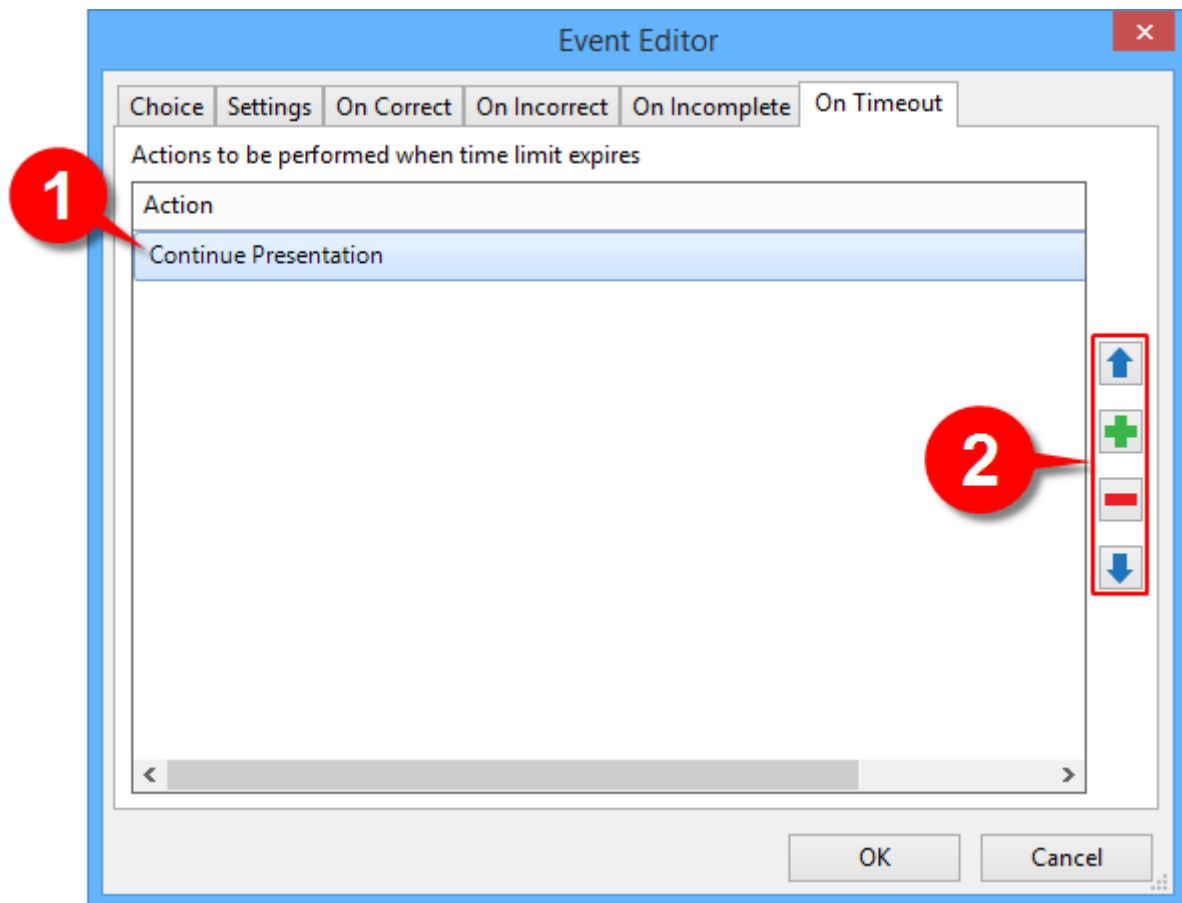 Event Editor
Choice Settings On Correct On Incorrect On Incomplete On Timeout
Actions to be performed when time limit expires
1
Action
Continue Presentation
2
OK Cancel